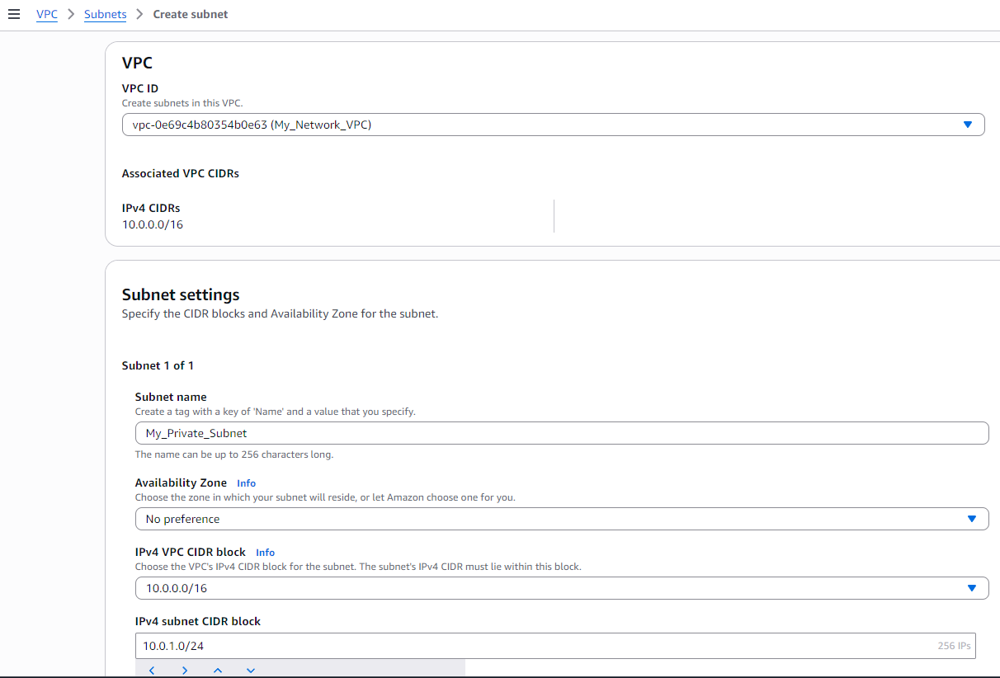 VPC > Subnets > Create subnet
VPC
VPC ID
Create subnets in this VPC.
vpc-0e69c4b80354b0e63 (My_Network_VPC)
Associated VPC CIDRs
IPv4 CIDRs
10.0.0.0/16
Subnet settings
Specify the CIDR blocks and Availability Zone for the subnet.
Subnet 1 of 1
Subnet name
Create a tag with a key of 'Name' and a value that you specify.
My_Private_Subnet
The name can be up to 256 characters long.
Availability Zone Info
Choose the zone in which your subnet will reside, or let Amazon choose one for you.
No preference
IPv4 VPC CIDR block Info
Choose the VPC's IPv4 CIDR block for the subnet. The subnet's IPv4 CIDR must lie within this block.
10.0.0.0/16
IPv4 subnet CIDR block
10.0.1.0/24 256 IPs